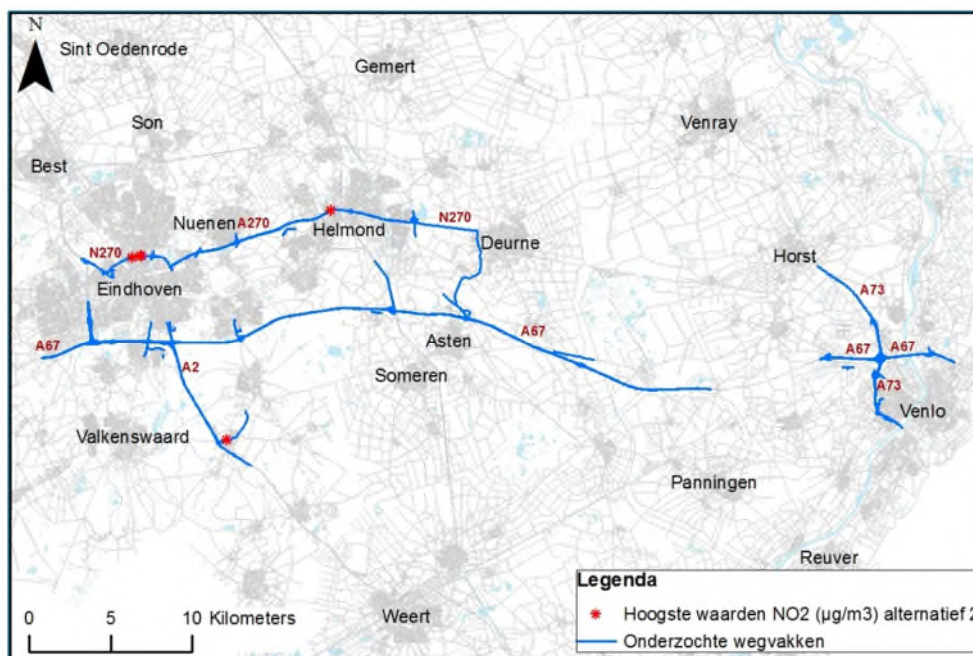 N
Sint Oedenrode
Gemert
Son
Venray
Best
Nuenen
A270
N270
Helmond
N270
Deurne
Horst
Eindhoven
A73
A67
Asten
A67
A67
A67
A2
Someren
A73
Venlo
Valkenswaard
Panningen
Reuver
Weert
0 5 10 Kilometers
Legenda
Hoogste waarden NO2 (µg/m3) alternatief 2
Onderzochte wegvakken